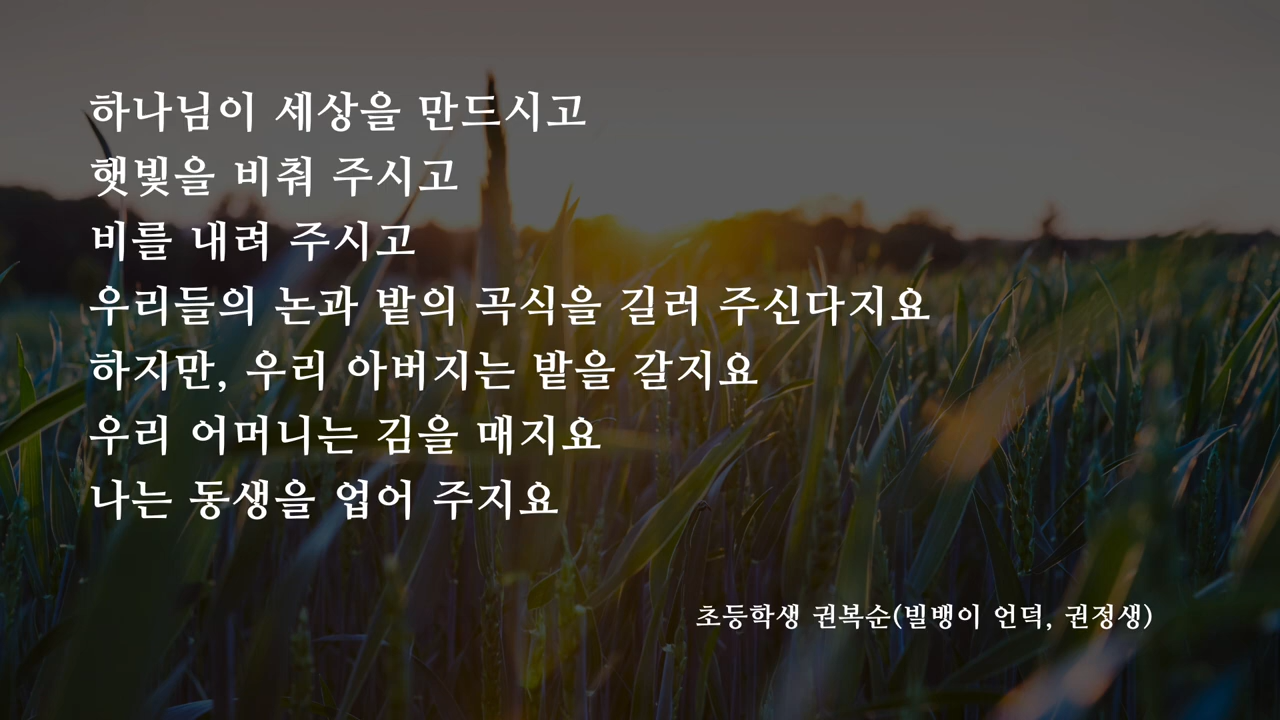 하나님이 세상을 만드시고
햇빛을 비춰 주시고
비를 내려 주시고
우리들의 논과 밭의 곡식을 길러 주신다지요
하지만, 우리 아버지는 밭을 갈지요
우리 어머니는 김을 매지요
나는 동생을 업어 주지요
초등학생 권복순(빌뱅이 언덕, 권정생)